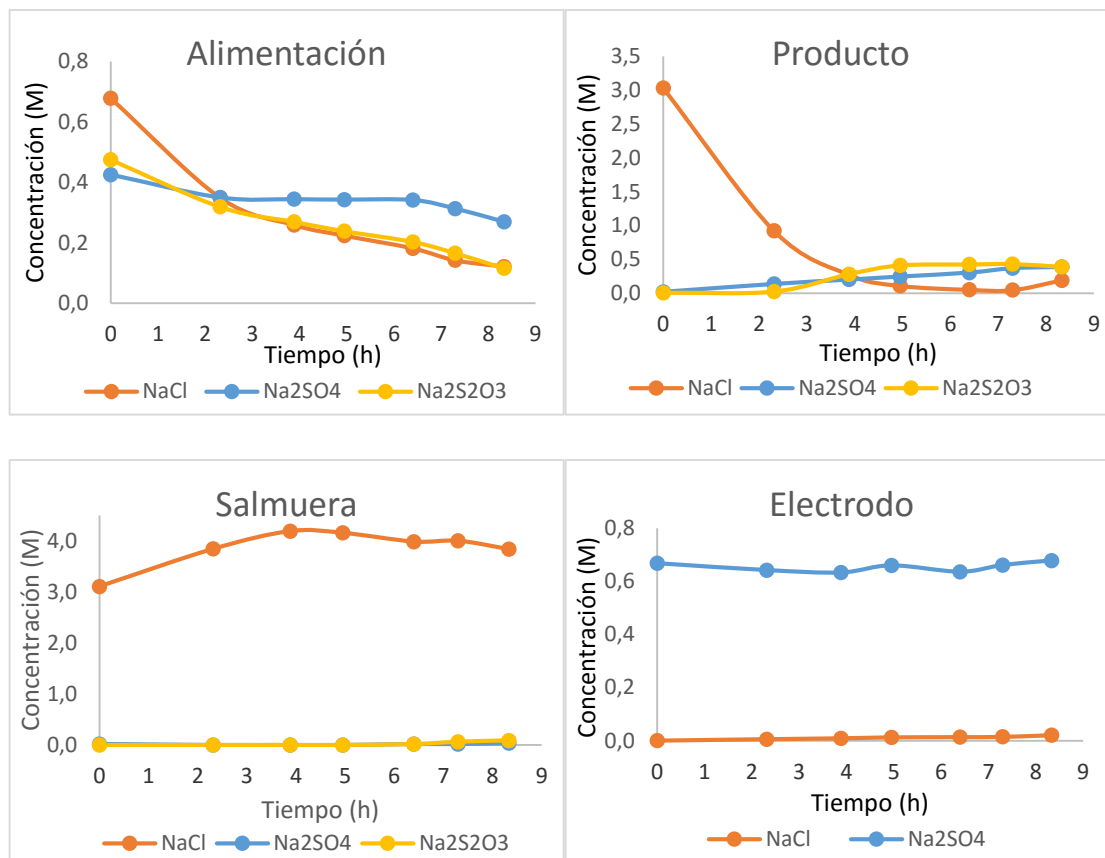 Alimentación
Concentración (M)
0,8
0,6
0,4
0,2
0,0
0 1 2 3 4 5 6 7 8 9
Tiempo (h)
NaCl Na2SO4 Na2S2O3
Producto
Concentración (M)
3,5
3,0
2,5
2,0
1,5
1,0
0,5
0,0
0 1 2 3 4 5 6 7 8 9
Tiempo (h)
NaCl Na2SO4 Na2S2O3
Salmuera
Concentración (M)
4,0
3,0
2,0
1,0
0,0
0 1 2 3 4 5 6 7 8 9
Tiempo (h)
NaCl Na2SO4 Na2S2O3
Electrodo
Concentración (M)
0,8
0,6
0,4
0,2
0,0
0 1 2 3 4 5 6 7 8 9
Tiempo (h)
NaCl Na2SO4